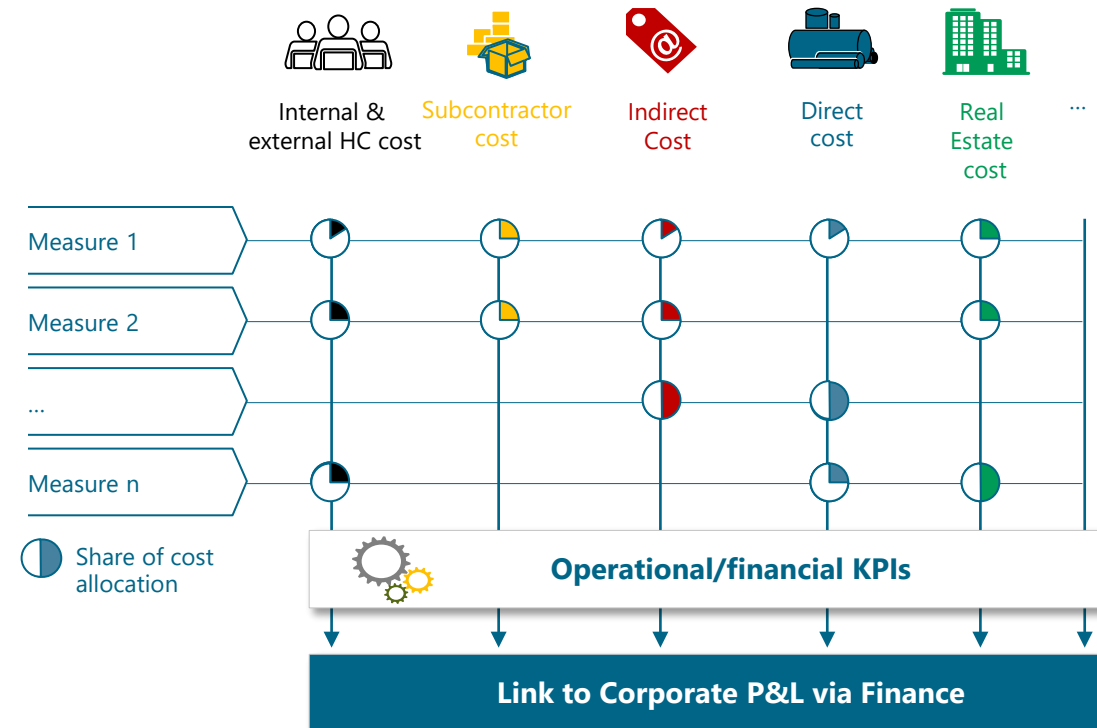 Internal &
external HC cost
Subcontractor
cost
Indirect
Cost
Direct
cost
Real
Estate
cost
...
@
Measure 1
Measure 2
...
Measure n
Share of cost
allocation
Operational/financial KPIs
Link to Corporate P&L via Finance